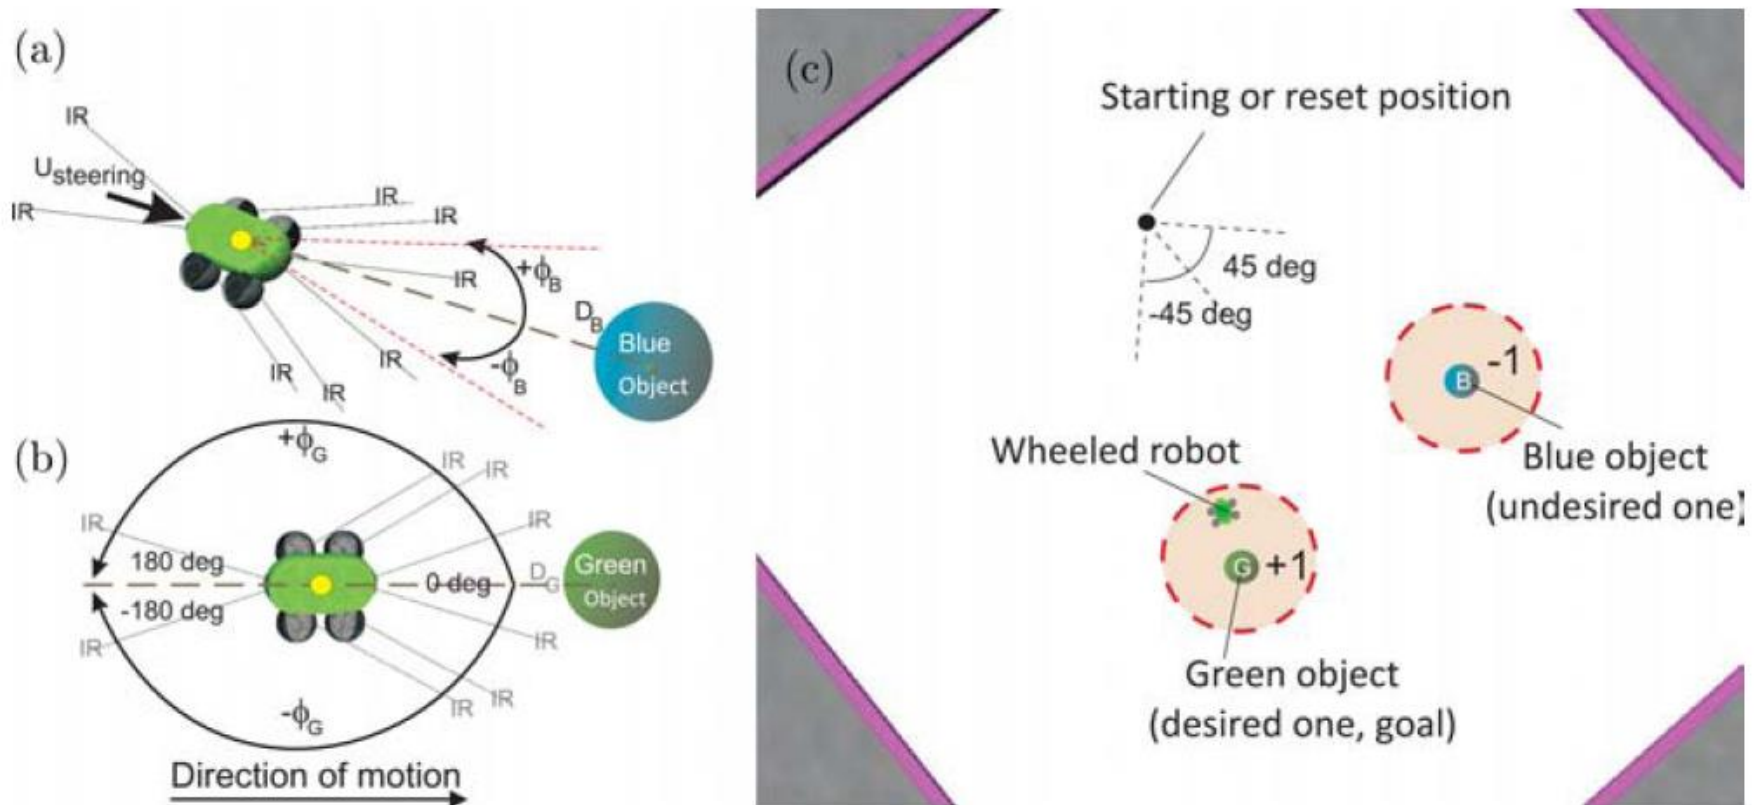 (a)
IR
U steering
IR
IR
IR
IR
+ϕB
DB
Blue
Object
-ϕB
IR
IR
IR
(b)
+ϕG
IR
IR
IR
IR
180 deg
-180 deg
0 deg
DG
Green
Object
IR
IR
IR
IR
-ϕG
Direction of motion
(c)
Starting or reset position
45 deg
-45 deg
B
-1
Wheeled robot
Blue object
(undesired one)
G
+1
Green object
(desired one, goal)